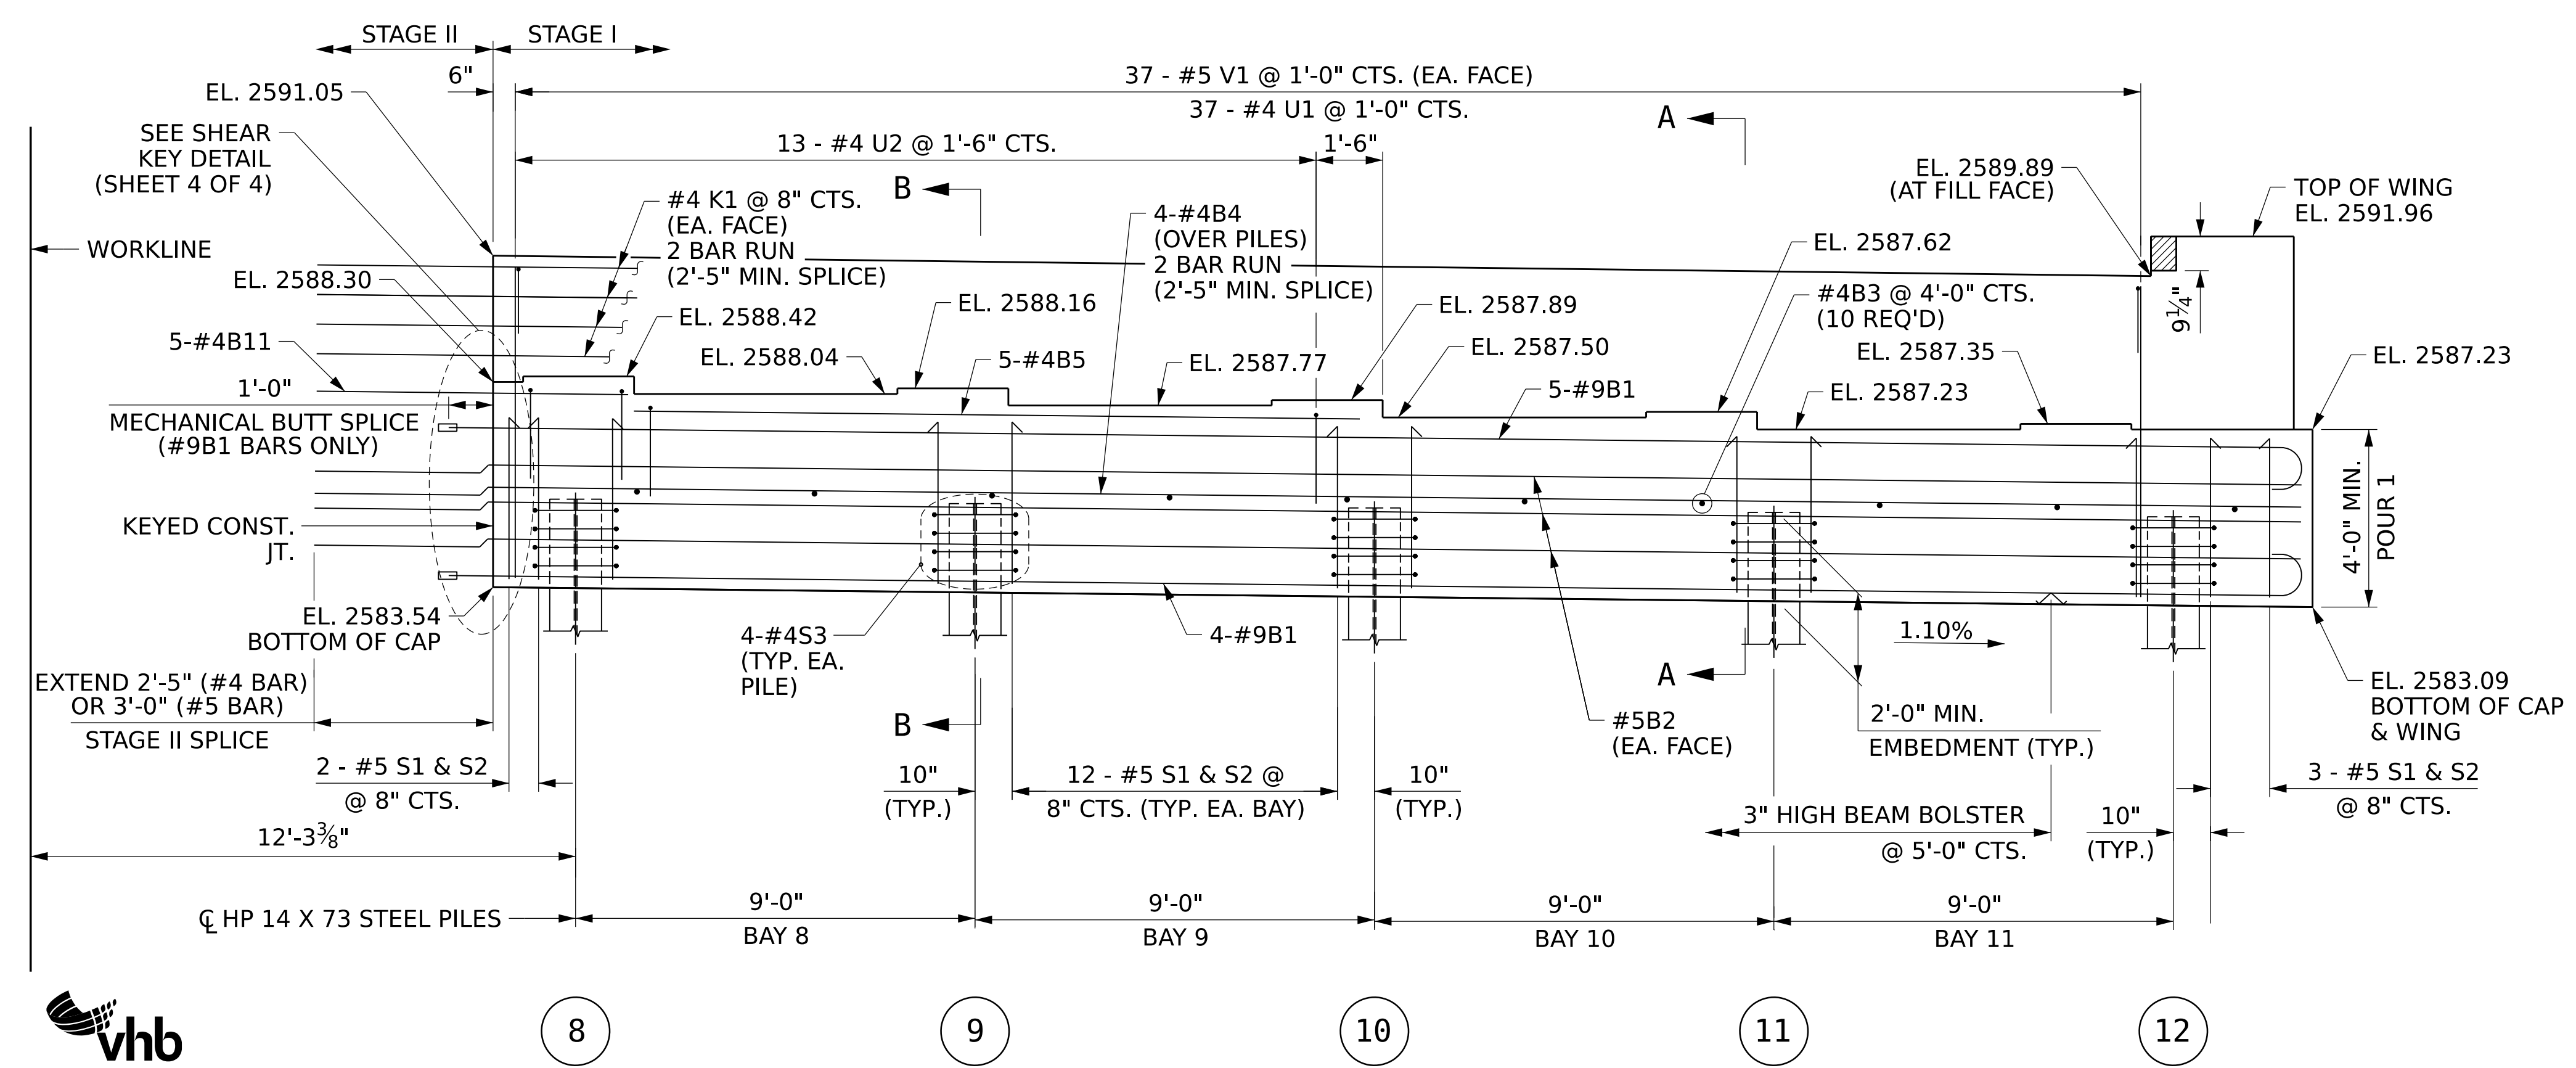 STAGE II
STAGE I
6"
37 - #5 V1 @ 1'-0" CTS. (EA. FACE)
37 - #4 U1 @ 1'-0" CTS.
EL. 2591.05
SEE SHEAR
KEY DETAIL
(SHEET 4 OF 4)
13 - #4 U2 @ 1'-6" CTS.
1'-6"
A
B
EL. 2589.89
(AT FILL FACE)
TOP OF WING
EL. 2591.96
#4 K1 @ 8" CTS.
(EA. FACE)
2 BAR RUN
(2'-5" MIN. SPLICE)
4-#4B4
(OVER PILES)
2 BAR RUN
(2'-5" MIN. SPLICE)
WORKLINE
EL. 2587.62
EL. 2588.30
EL. 2588.42
EL. 2588.16
EL. 2587.89
#4B3 @ 4'-0" CTS.
(10 REQ'D)
9¼"
5-#4B11
EL. 2588.04
5-#4B5
EL. 2587.77
EL. 2587.50
EL. 2587.35
EL. 2587.23
1'-0"
MECHANICAL BUTT SPLICE
(#9B1 BARS ONLY)
5-#9B1
EL. 2587.23
KEYED CONST.
JT.
4'-0" MIN.
POUR 1
EL. 2583.54
BOTTOM OF CAP
4-#4S3
(TYP. EA.
PILE)
4-#9B1
1.10%
A
EXTEND 2'-5" (#4 BAR)
OR 3'-0" (#5 BAR)
STAGE II SPLICE
B
#5B2
(EA. FACE)
2'-0" MIN.
EMBEDMENT (TYP.)
EL. 2583.09
BOTTOM OF CAP
& WING
2 - #5 S1 & S2
@ 8" CTS.
10"
(TYP.)
12 - #5 S1 & S2 @
8" CTS. (TYP. EA. BAY)
10"
(TYP.)
3" HIGH BEAM BOLSTER
@ 5'-0" CTS.
10"
(TYP.)
3 - #5 S1 & S2
@ 8" CTS.
12'-3⅜"
℄ HP 14 X 73 STEEL PILES
9'-0"
BAY 8
9'-0"
BAY 9
9'-0"
BAY 10
9'-0"
BAY 11
vhb
8
9
10
11
12